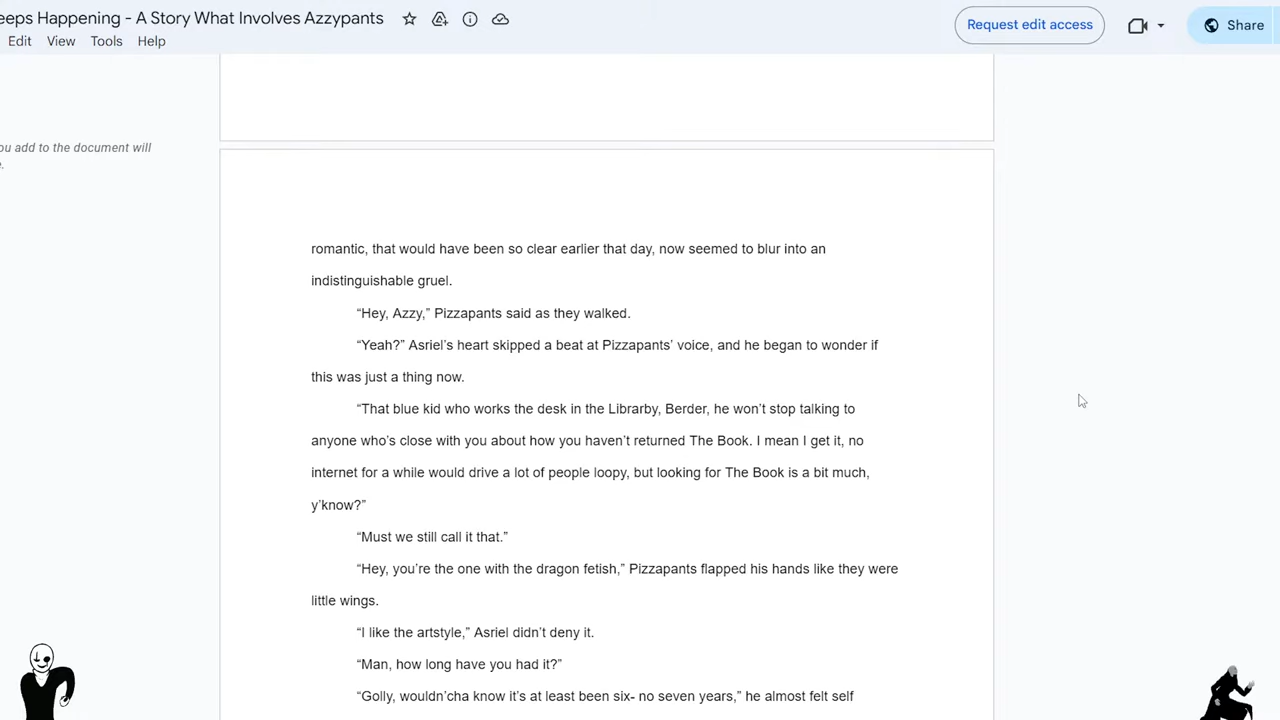 eeps Happening - A Story What Involves Azzypants
Request edit access
Share
Edit View Tools Help
ou add to the document will
e.
romantic, that would have been so clear earlier that day, now seemed to blur into an
indistinguishable gruel.
“Hey, Azzy,” Pizzapants said as they walked.
“Yeah?” Asriel’s heart skipped a beat at Pizzapants’ voice, and he began to wonder if
this was just a thing now.
“That blue kid who works the desk in the Librarby, Berder, he won’t stop talking to
anyone who’s close with you about how you haven’t returned The Book. I mean I get it, no
internet for a while would drive a lot of people loopy, but looking for The Book is a bit much,
y’know?”
“Must we still call it that.”
“Hey, you’re the one with the dragon fetish,” Pizzapants flapped his hands like they were
little wings.
“I like the artstyle,” Asriel didn’t deny it.
“Man, how long have you had it?”
“Golly, wouldn’cha know it’s at least been six- no seven years,” he almost felt self